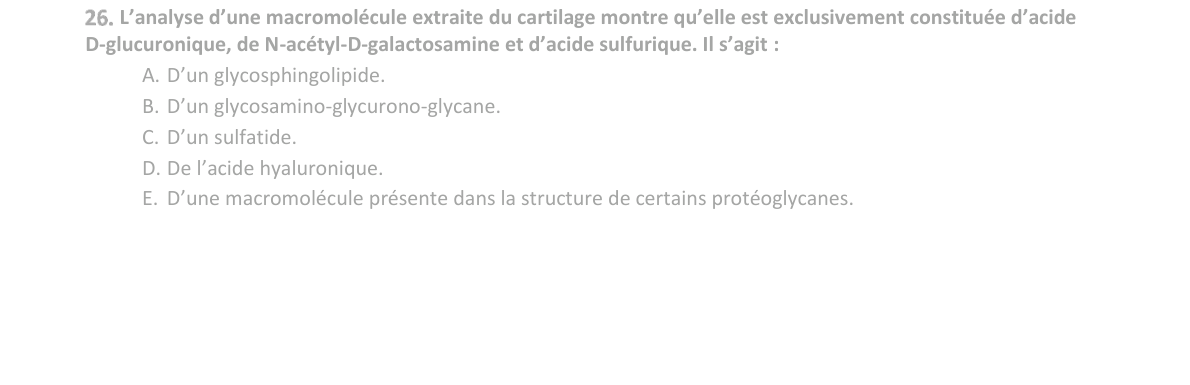 26. L’analyse d’une macromolécule extraite du cartilage montre qu’elle est exclusivement constituée d’acide
D-glucuronique, de N-acétyl-D-galactosamine et d’acide sulfurique. Il s’agit :
A. D’un glycosphingolipide.
B. D’un glycosamino-glycurono-glycane.
C. D’un sulfatide.
D. De l’acide hyaluronique.
E. D’une macromolécule présente dans la structure de certains protéoglycanes.